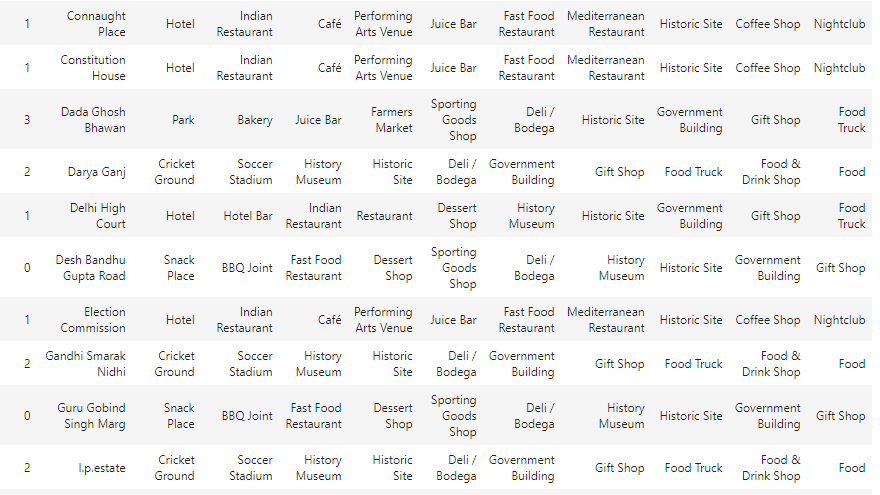 1 Connaught Place Hotel Indian Restaurant Café Performing Arts Venue Juice Bar Fast Food Restaurant Mediterranean Restaurant Historic Site Coffee Shop Nightclub
1 Constitution House Hotel Indian Restaurant Café Performing Arts Venue Juice Bar Fast Food Restaurant Mediterranean Restaurant Historic Site Coffee Shop Nightclub
3 Dada Ghosh Bhawan Park Bakery Juice Bar Farmers Market Sporting Goods Shop Deli / Bodega Historic Site Government Building Gift Shop Food Truck
2 Darya Ganj Cricket Ground Soccer Stadium History Museum Historic Site Deli / Bodega Government Building Gift Shop Food Truck Food & Drink Shop Food
1 Delhi High Court Hotel Hotel Bar Indian Restaurant Restaurant Dessert Shop History Museum Historic Site Government Building Gift Shop Food Truck
0 Desh Bandhu Gupta Road Snack Place BBQ Joint Fast Food Restaurant Dessert Shop Sporting Goods Shop Deli / Bodega History Museum Historic Site Government Building Gift Shop
1 Election Commission Hotel Indian Restaurant Café Performing Arts Venue Juice Bar Fast Food Restaurant Mediterranean Restaurant Historic Site Coffee Shop Nightclub
2 Gandhi Smarak Nidhi Cricket Ground Soccer Stadium History Museum Historic Site Deli / Bodega Government Building Gift Shop Food Truck Food & Drink Shop Food
0 Guru Gobind Singh Marg Snack Place BBQ Joint Fast Food Restaurant Dessert Shop Sporting Goods Shop Deli / Bodega History Museum Historic Site Government Building Gift Shop
2 I.p.estate Cricket Ground Soccer Stadium History Museum Historic Site Deli / Bodega Government Building Gift Shop Food Truck Food & Drink Shop Food